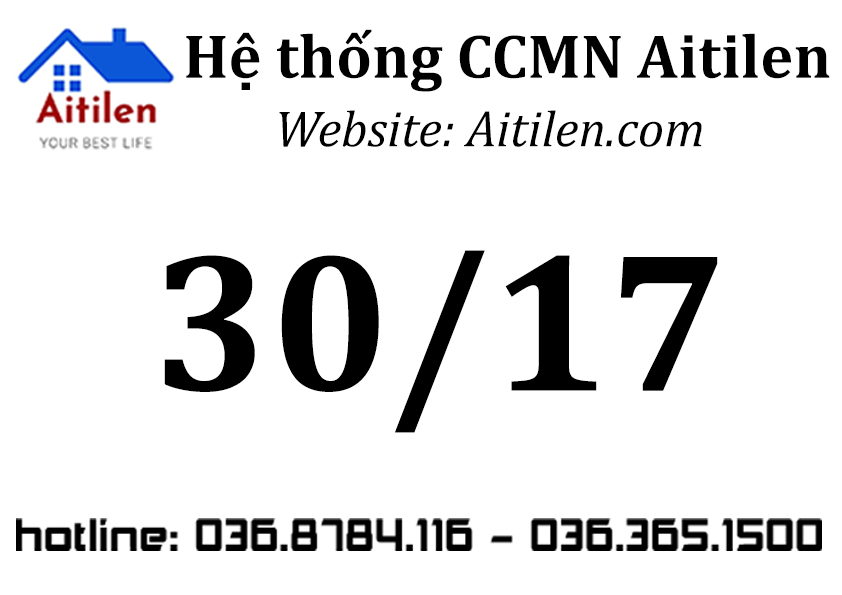 Hệ thống CCMN Aitilen
Aitilen
YOUR BEST LIFE
Website: Aitilen.com
30/17
hotline: 036.8784.116 - 036.365.1500